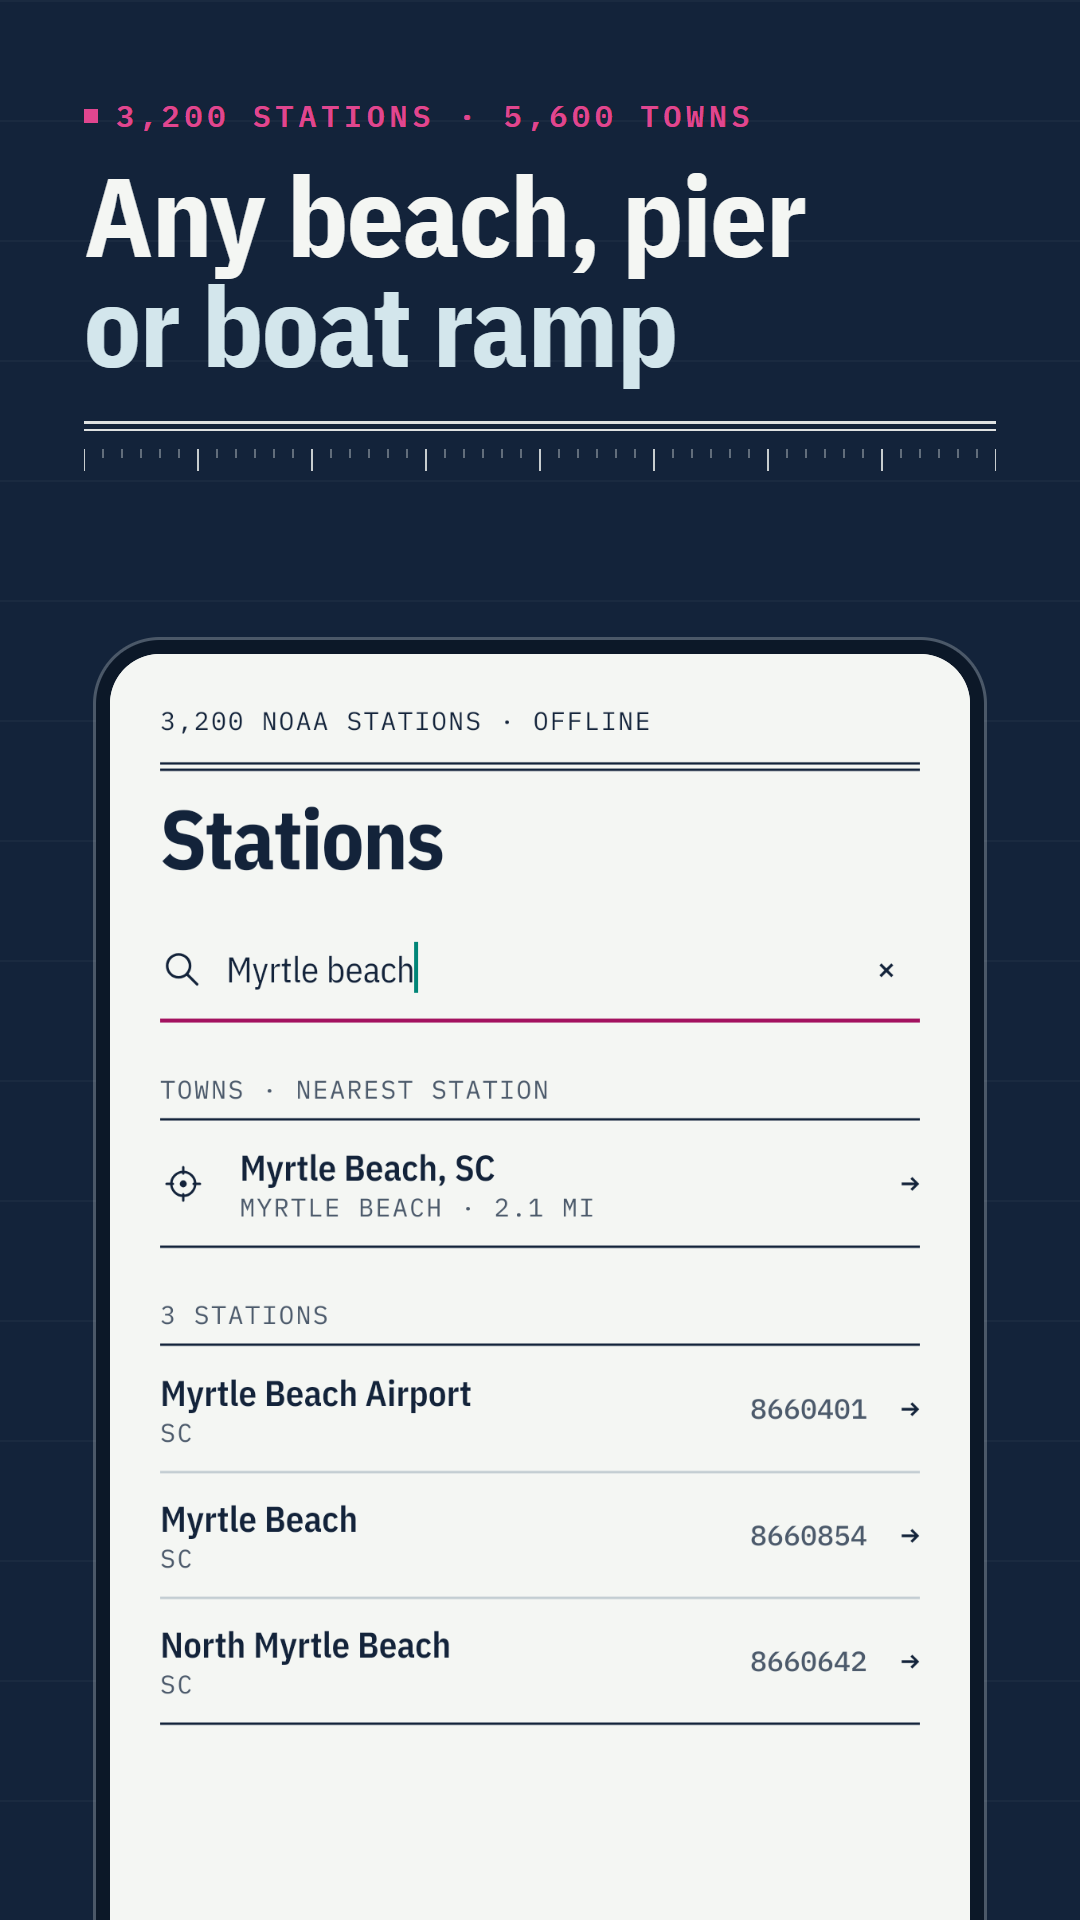 3,200 STATIONS · 5,600 TOWNS
Any beach, pier
or boat ramp
3,200 NOAA STATIONS · OFFLINE
Stations
Myrtle beach
×
TOWNS · NEAREST STATION
Myrtle Beach, SC
→
MYRTLE BEACH · 2.1 MI
3 STATIONS
Myrtle Beach Airport
8660401 →
SC
Myrtle Beach
8660854 →
SC
North Myrtle Beach
8660642 →
SC